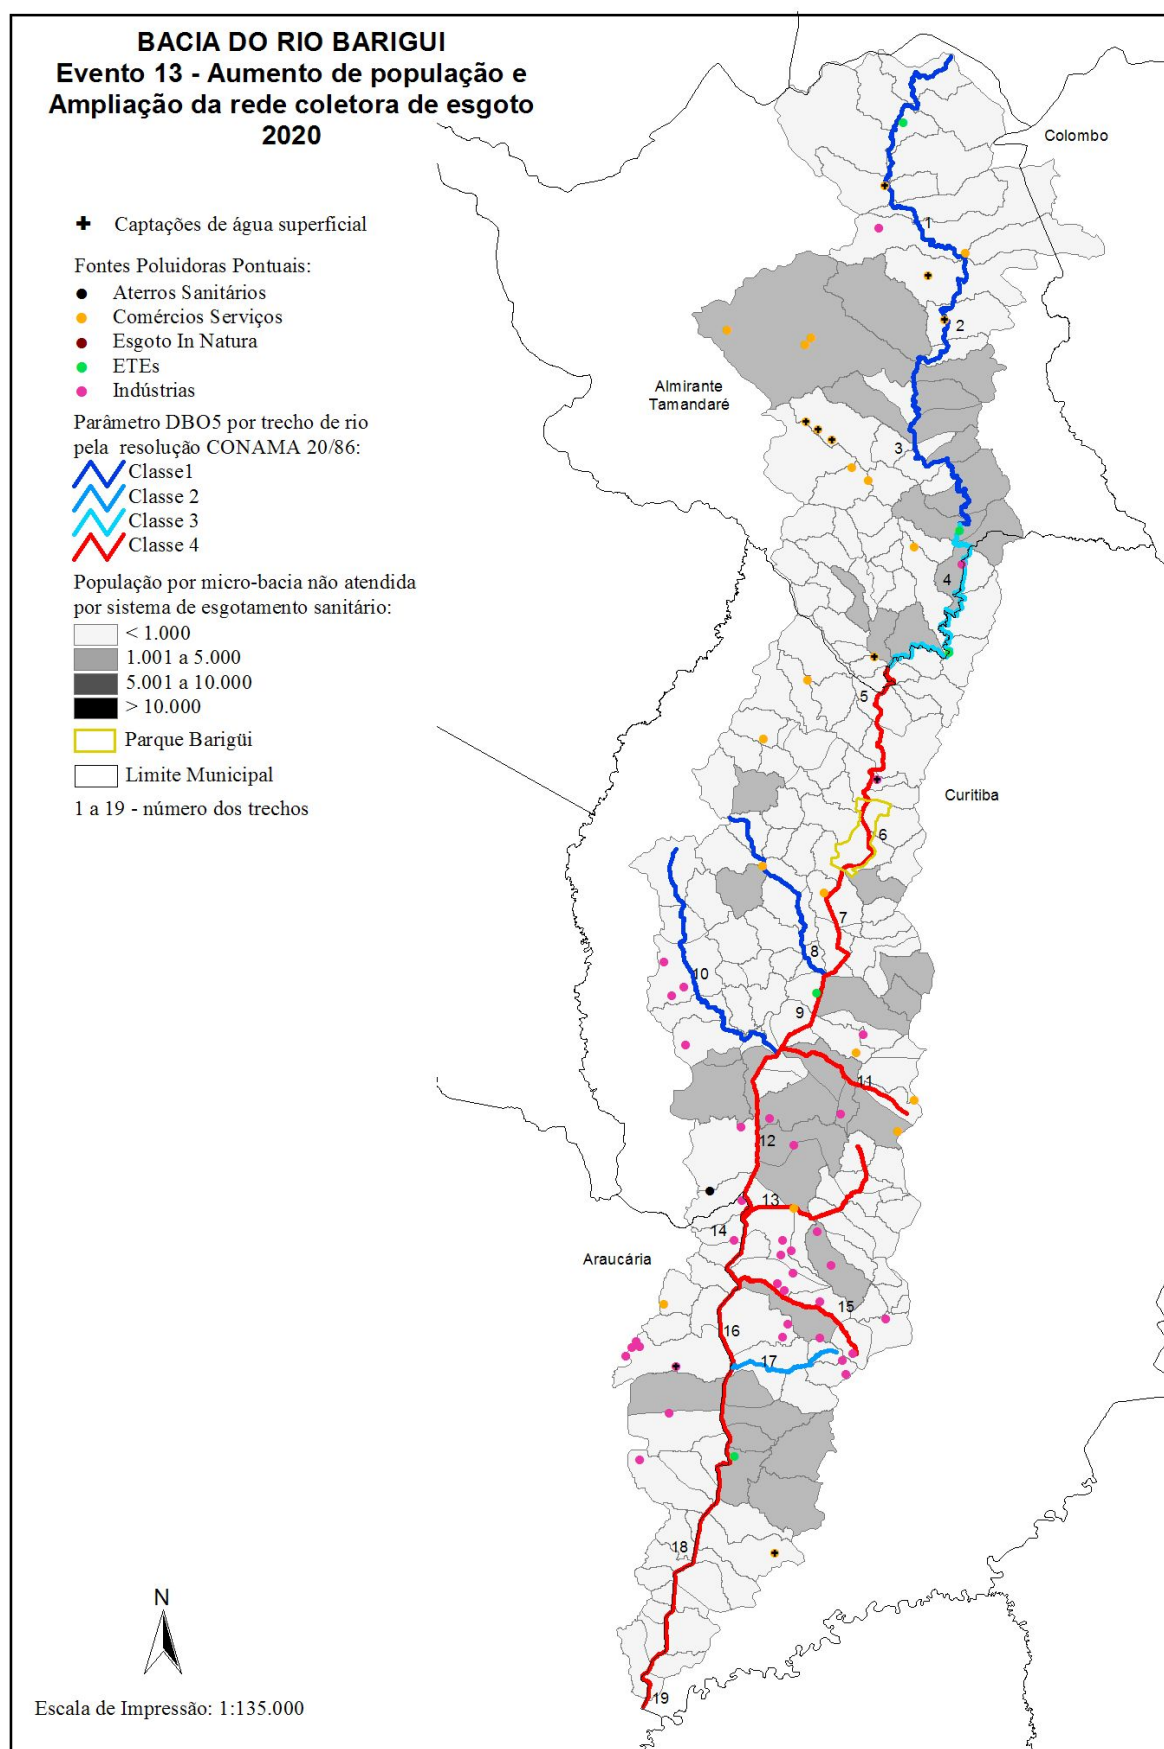 BACIA DO RIO BARIGUI
Evento 13 - Aumento de população e
Ampliação da rede coletora de esgoto
2020
Captações de água superficial
Fontes Poluidoras Pontuais:
Aterros Sanitários
Comércios Serviços
Esgoto In Natura
ETEs
Indústrias
Parâmetro DBO5 por trecho de rio
pela resolução CONAMA 20/86:
Classe1
Classe 2
Classe 3
Classe 4
População por micro-bacia não atendida
por sistema de esgotamento sanitário:
< 1.000
1.001 a 5.000
5.001 a 10.000
> 10.000
Parque Barigüi
Limite Municipal
1 a 19 - número dos trechos
Colombo
1
2
Almirante
Tamandaré
3
4
5
Curitiba
6
7
8
10
9
11
12
13
14
Araucária
15
16
17
18
19
N
Escala de Impressão: 1:135.000